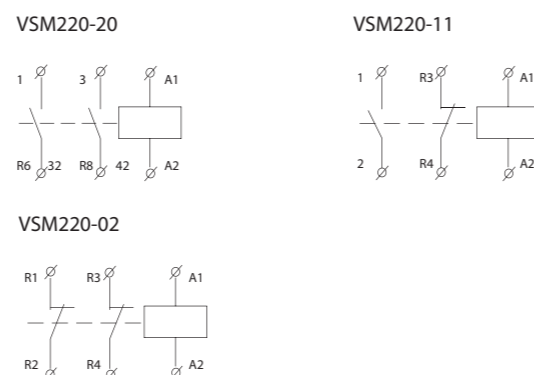 VSM220-20
1 3 A1
R6 32 R8 42 A2
VSM220-11
1 R3 A1
2 R4 A2
VSM220-02
R1 R3 A1
R2 R4 A2